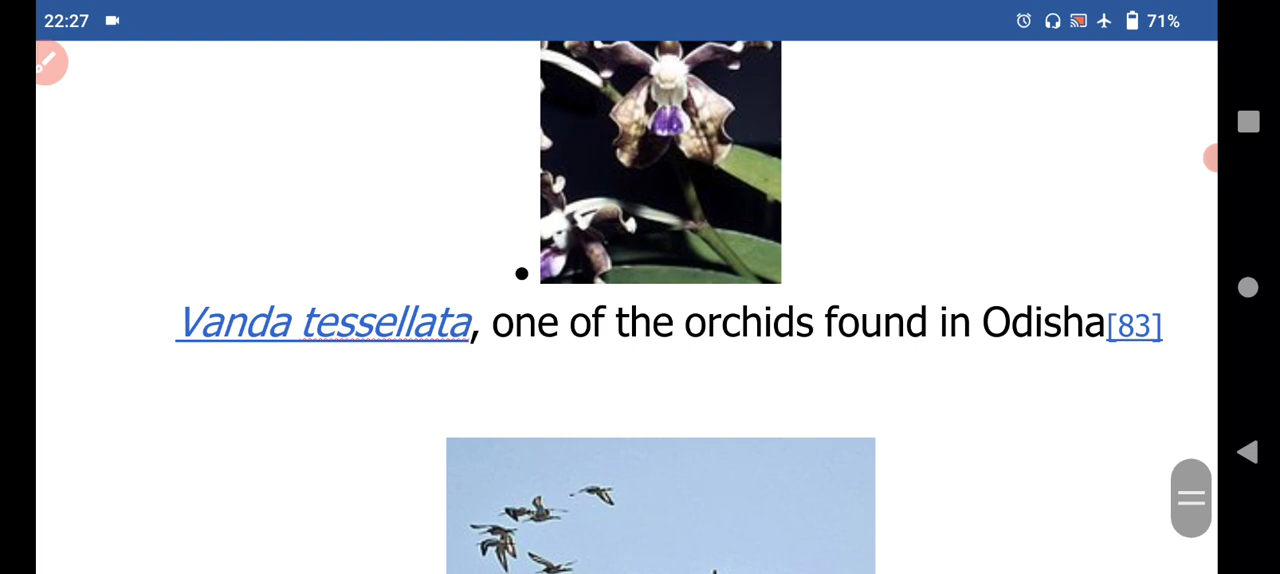 22:27
71%
Vanda tessellata, one of the orchids found in Odisha[83]